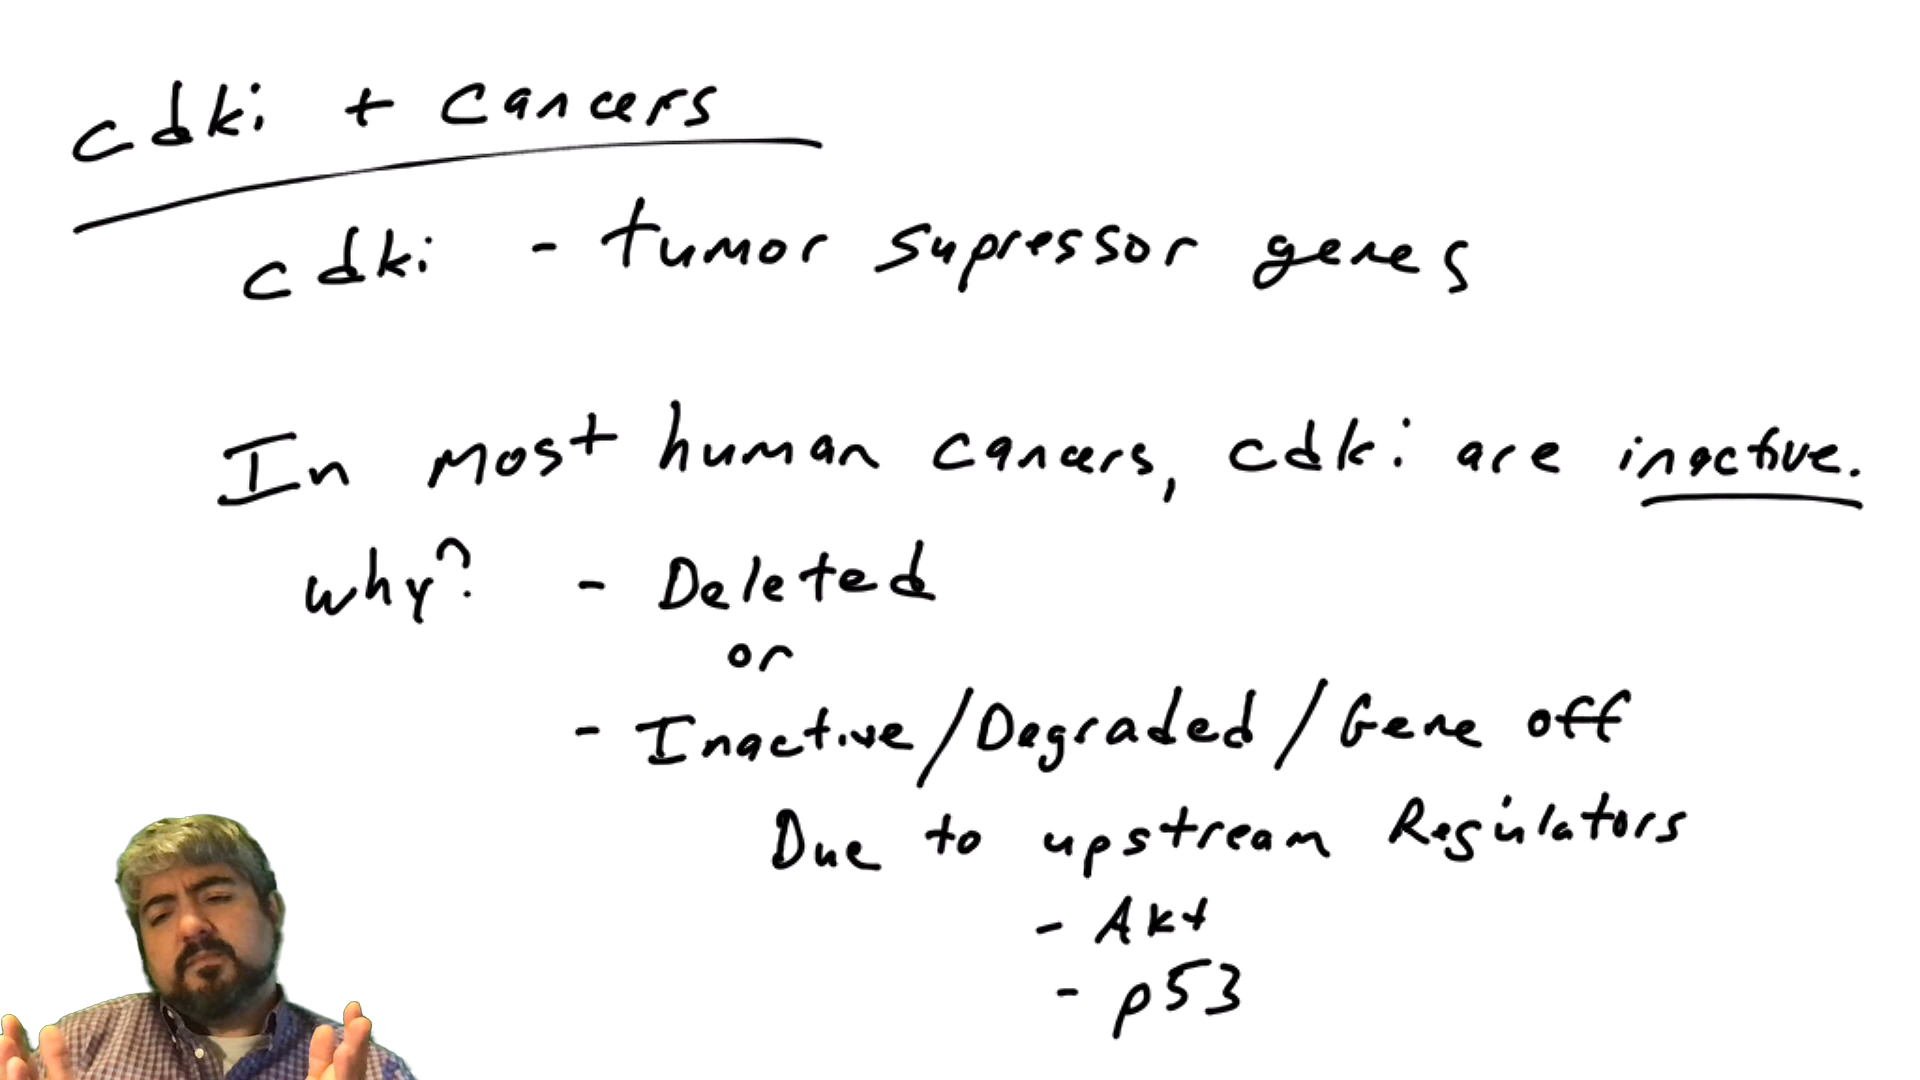 cdki + cancers
cdki - tumor supressor genes
In most human cancers, cdki are inactive.
why? - Deleted
or
- Inactive/Degraded/Gene off
Due to upstream Regulators
- Akt
- p53